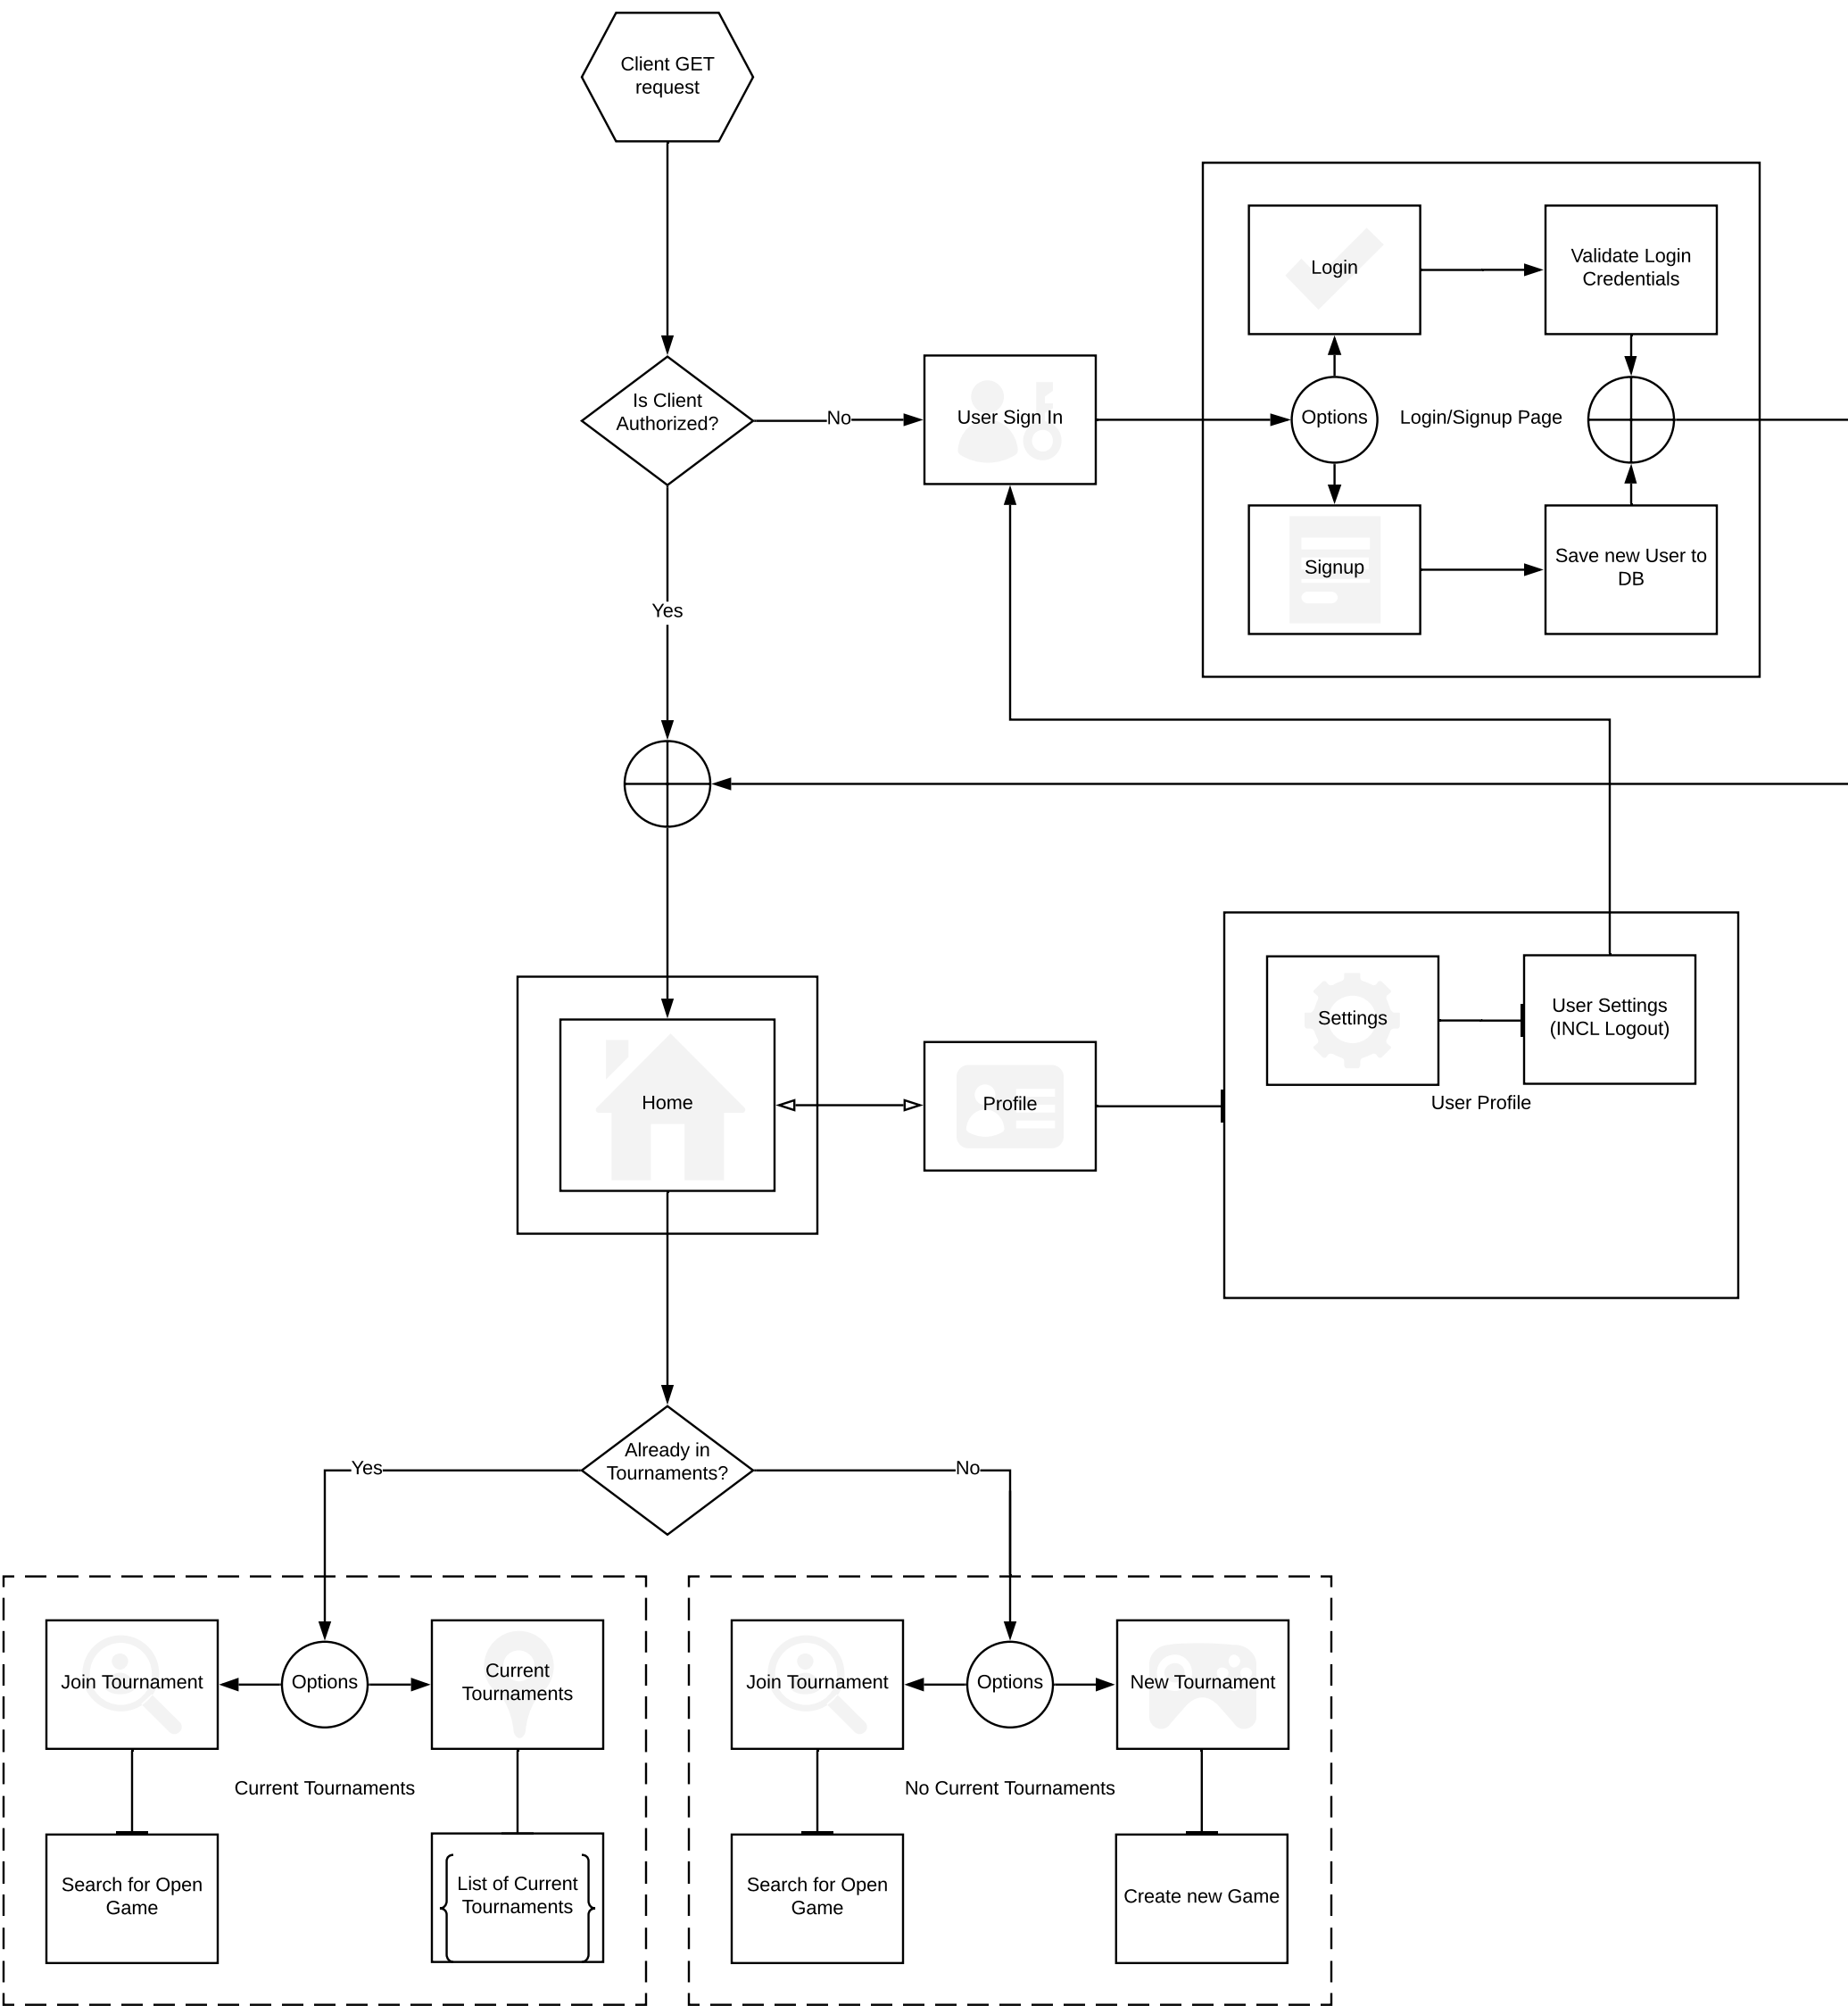 Client GET
request
Is Client
Authorized?
No
User Sign In
Login
Validate Login
Credentials
Options
Login/Signup Page
Signup
Save new User to
DB
Yes
Home
Profile
Settings
User Settings
(INCL Logout)
User Profile
Already in
Tournaments?
Yes
No
Join Tournament
Options
Current
Tournaments
Current Tournaments
Search for Open
Game
List of Current
Tournaments
Join Tournament
Options
New Tournament
No Current Tournaments
Search for Open
Game
Create new Game